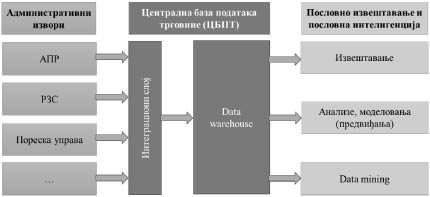 Административни
извори
АПР
РЗС
Пореска управа
…
Централна база података
трговине (ЦБПТ)
Интеграциони слој
Data
warehouse
Пословно извештавање и
пословна интелигенција
Извештавање
Анализе, моделовања
(предвиђања)
Data mining